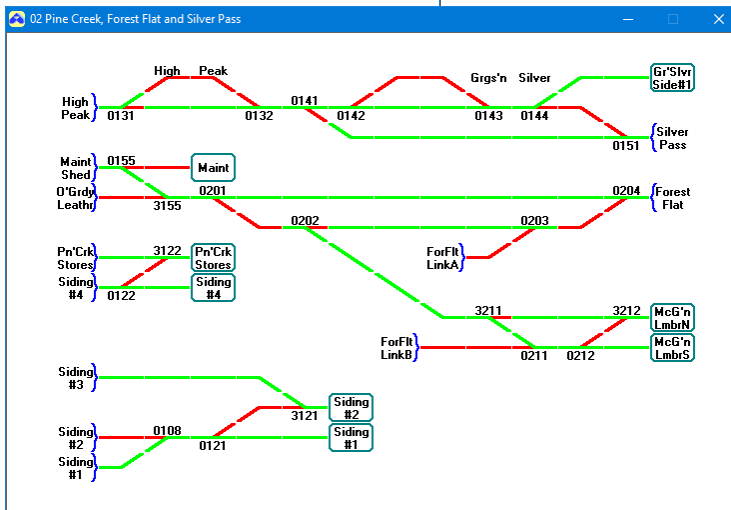 02 Pine Creek, Forest Flat and Silver Pass
High Peak
Grgs'n Silver
Gr'Slvr
Side#1
High
Peak
0131
0132
0141
0142
0143
0144
0151
Silver
Pass
Maint
Shed
0155
Maint
O'Grdy
Leathr
3155
0201
0202
0203
0204
Forest
Flat
ForFlt
LinkA
Pn'Crk
Stores
3122
Pn'Crk
Stores
Siding
#4
0122
Siding
#4
3211
3212
McG'n
LmbrN
ForFlt
LinkB
0211
0212
McG'n
LmbrS
Siding
#3
3121
Siding
#2
Siding
#2
0108
0121
Siding
#1
Siding
#1